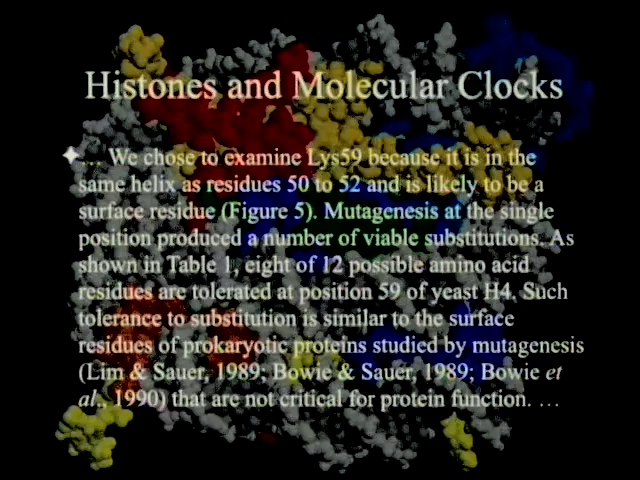 Histones and Molecular Clocks
… We chose to examine Lys59 because it is in the
same helix as residues 50 to 52 and is likely to be a
surface residue (Figure 5). Mutagenesis at the single
position produced a number of viable substitutions. As
shown in Table 1, eight of 12 possible amino acid
residues are tolerated at position 59 of yeast H4. Such
tolerance to substitution is similar to the surface
residues of prokaryotic proteins studied by mutagenesis
(Lim & Sauer, 1989; Bowie & Sauer, 1989; Bowie et
al., 1990) that are not critical for protein function. …